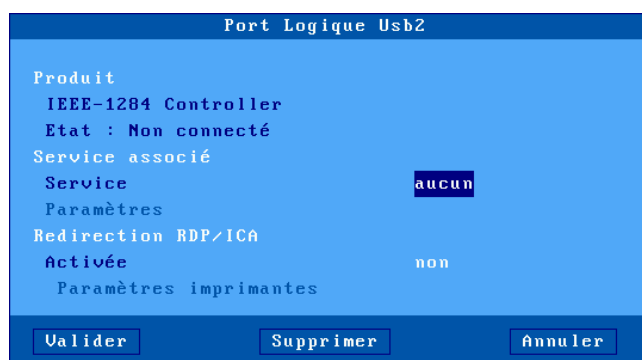 Port Logique Usb2
Produit
IEEE-1284 Controller
Etat : Non connecté
Service associé
Service aucun
Paramètres
Redirection RDP/ICA
Activée non
Paramètres imprimantes
Valider Supprimer Annuler